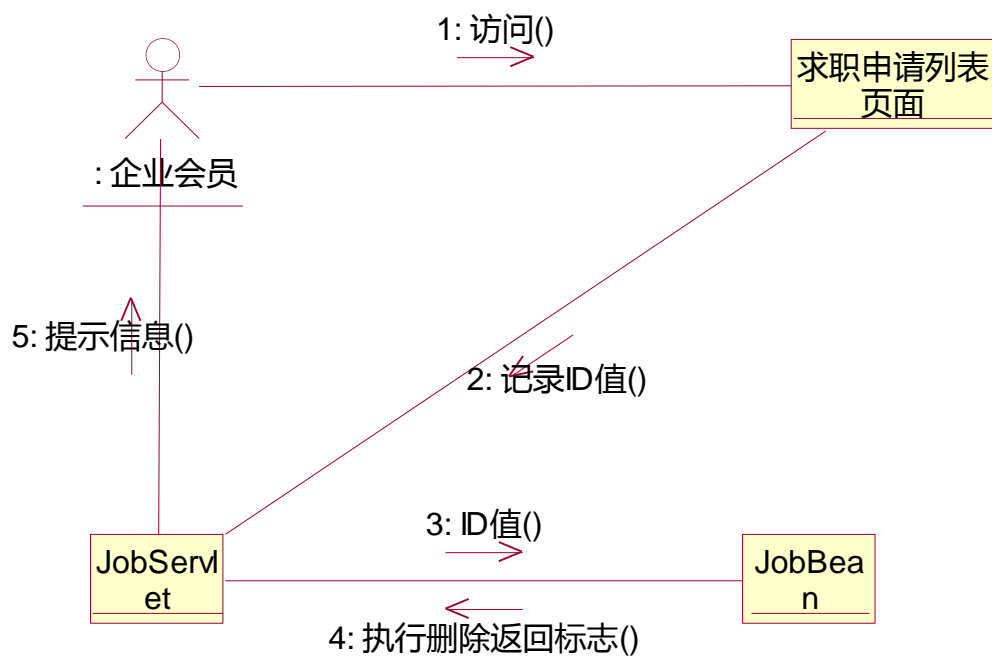 1: 访问()
求职申请列表
页面
: 企业会员
5: 提示信息()
2: 记录ID值()
3: ID值()
JobServl
et
JobBea
n
4: 执行删除返回标志()